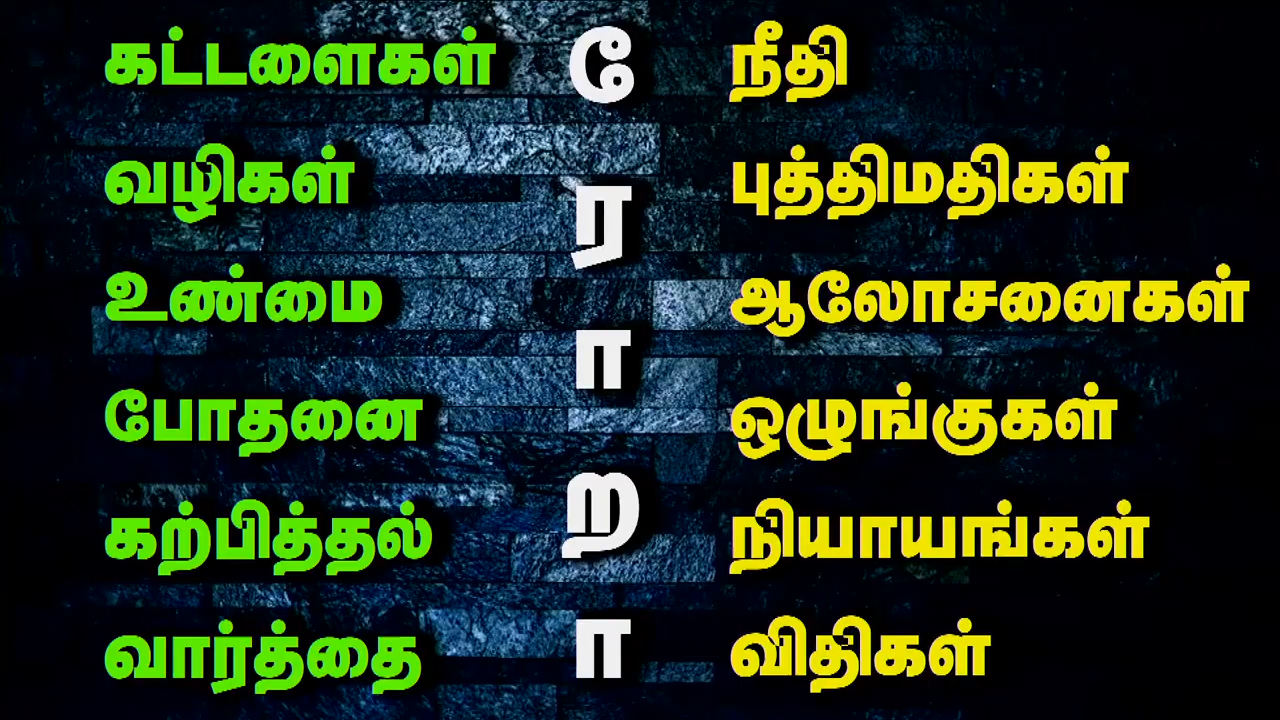 கட்டளைகள்
வழிகள்
உண்மை
போதனை
கற்பித்தல்
வார்த்தை
தோறா
நீதி
புத்திமதிகள்
ஆலோசனைகள்
ஒழுங்குகள்
நியாயங்கள்
விதிகள்